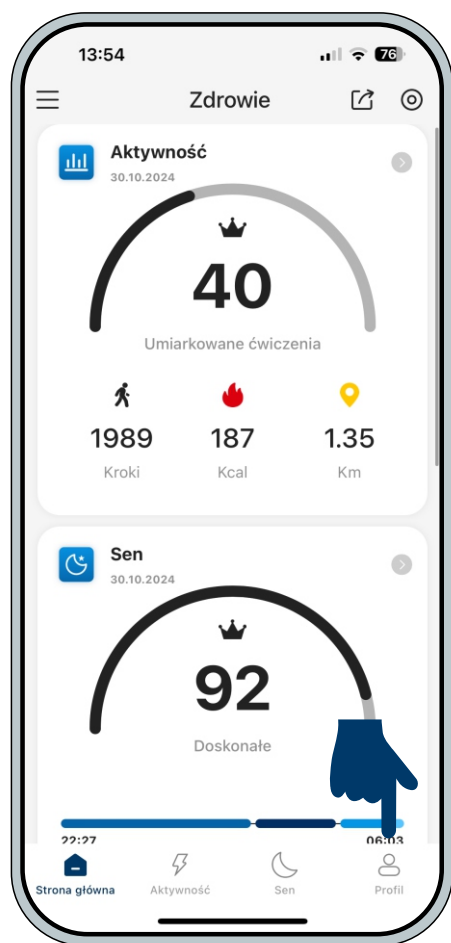 13:54
76
Zdrowie
Aktywność
30.10.2024
40
Umiarkowane ćwiczenia
1989 187 1.35
Kroki Kcal Km
Sen
30.10.2024
92
Doskonałe
22:27 06:03
Strona główna Aktywność Sen Profil